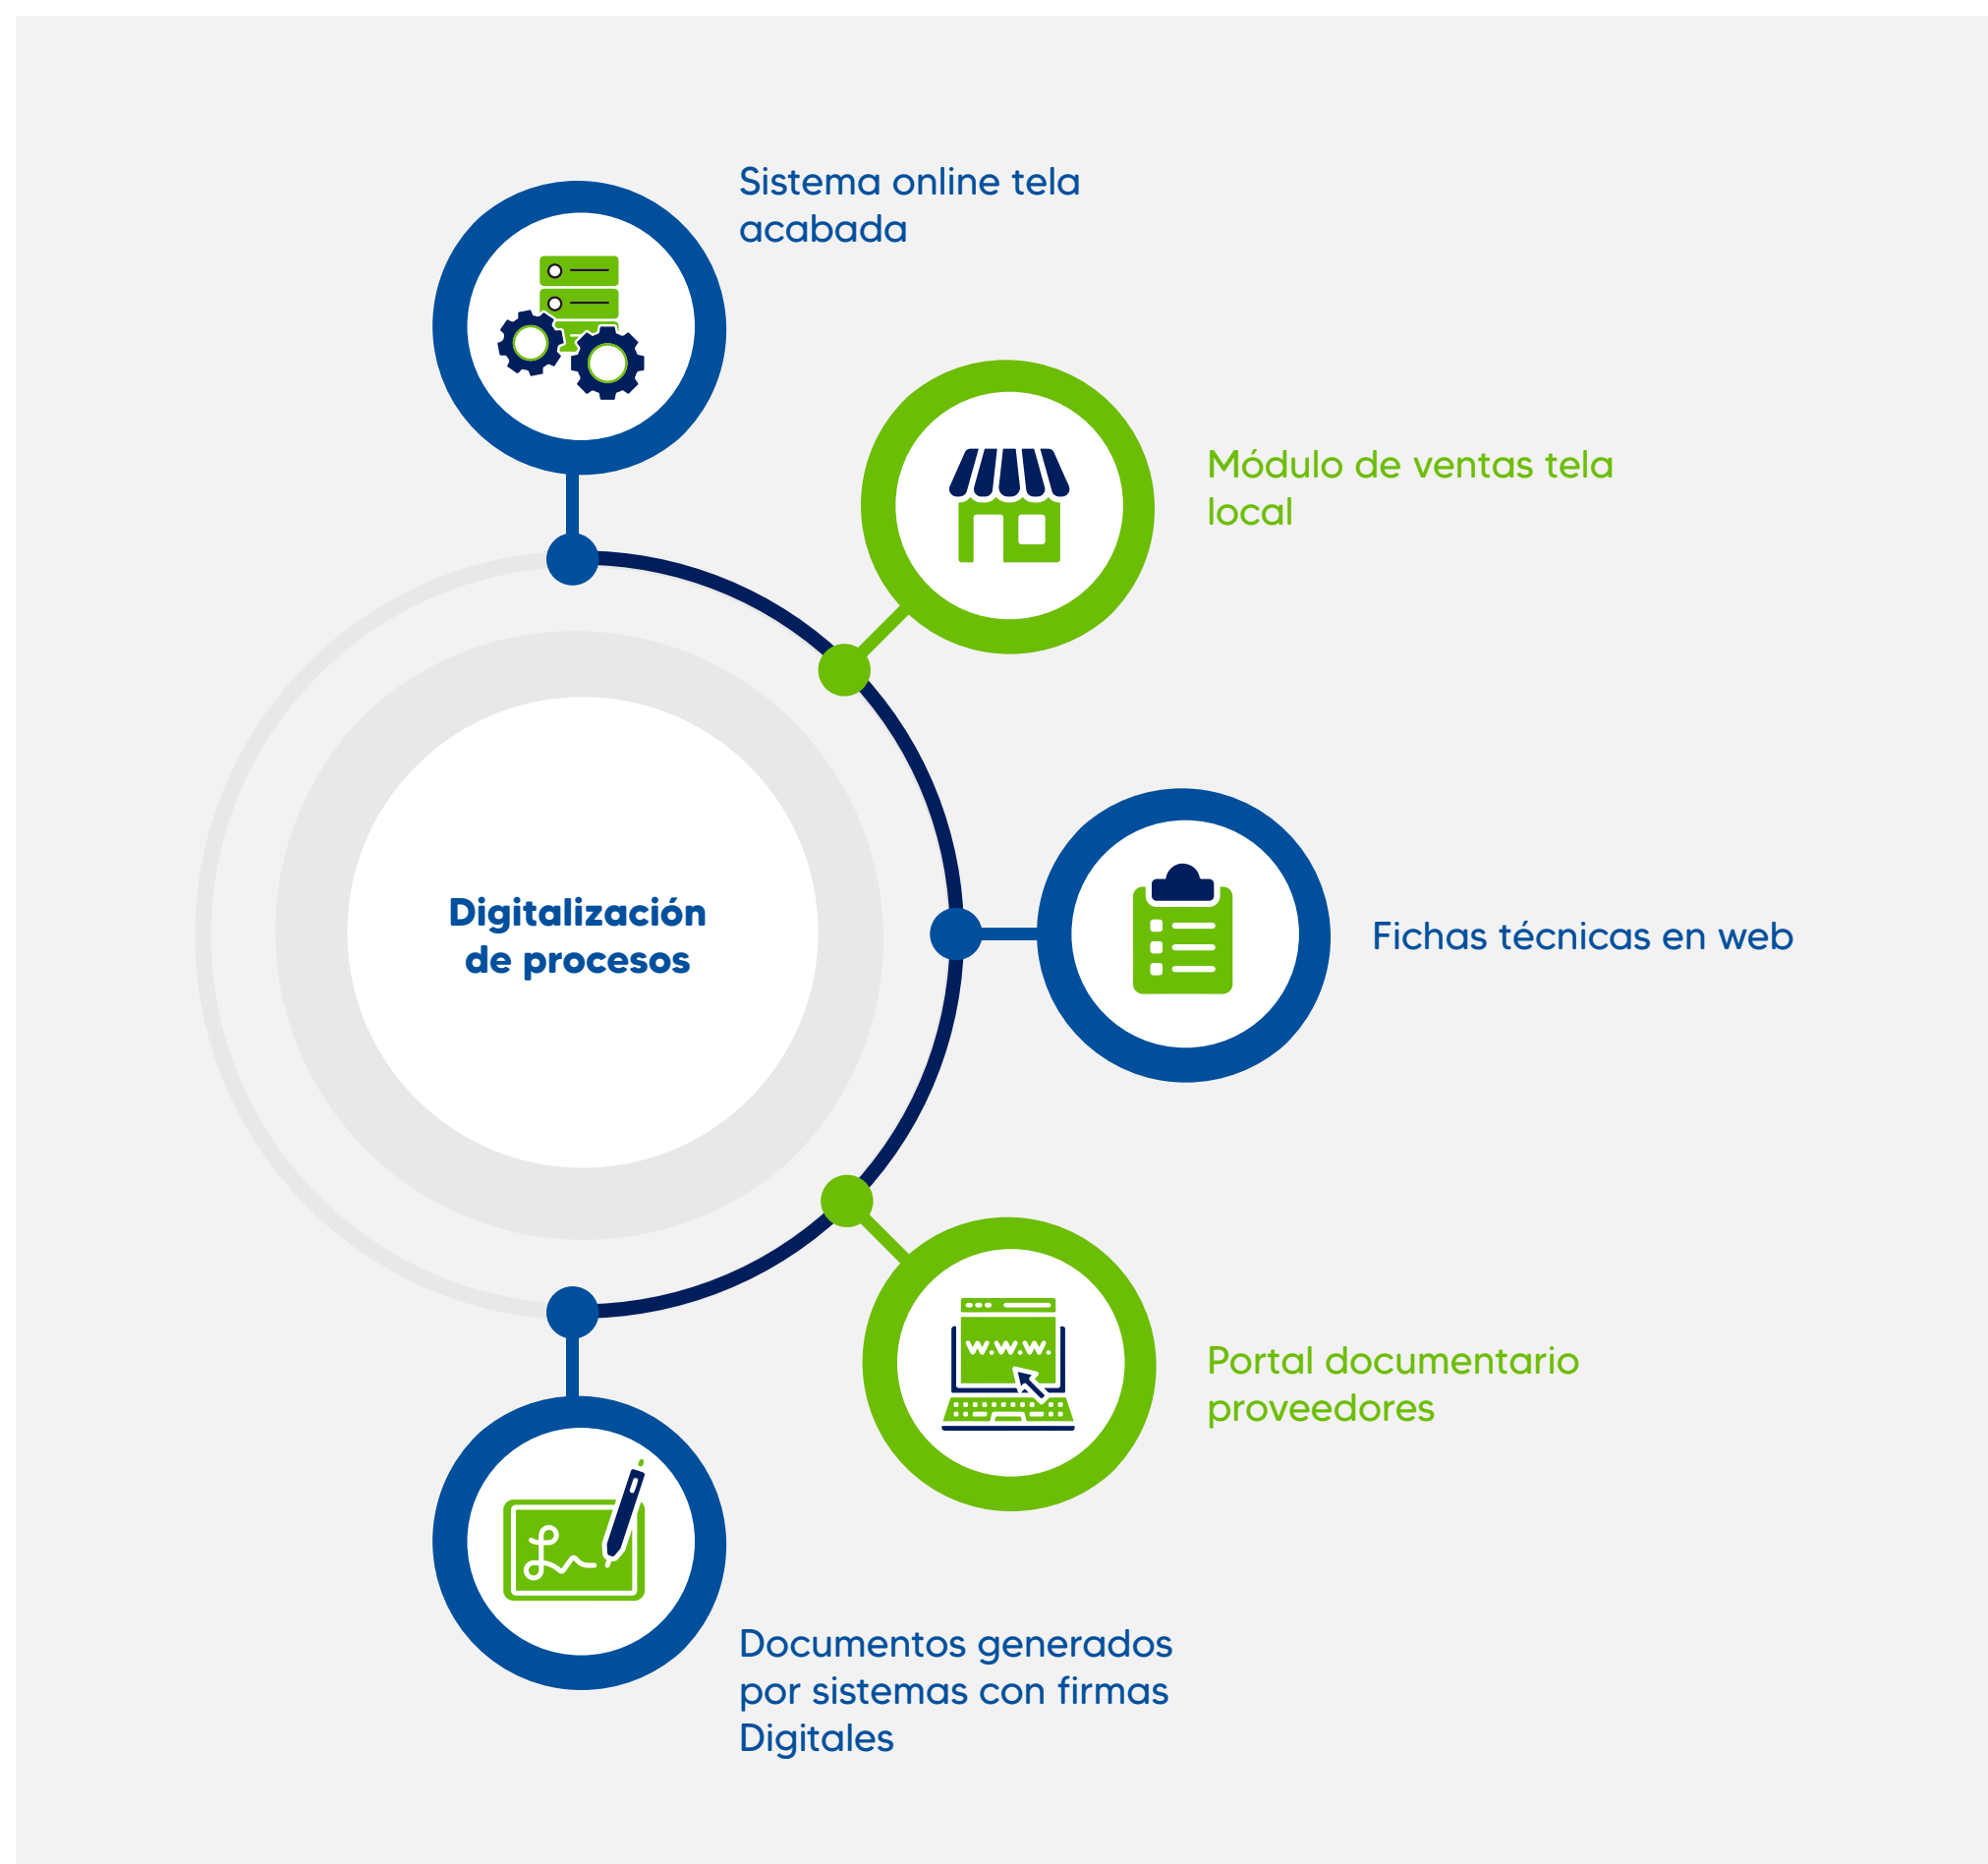 Sistema online tela
acabada
Módulo de ventas tela
local
Digitalización
de procesos
Fichas técnicas en web
w.w.w.
Portal documentario
proveedores
Documentos generados
por sistemas con firmas
Digitales